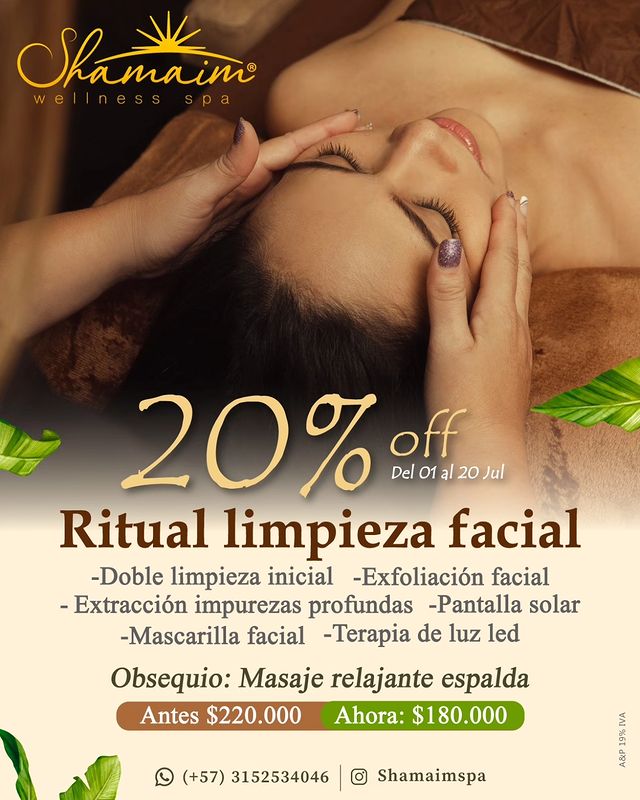 Shamaim®
wellness spa
20% off
Del 01 al 20 Jul
Ritual limpieza facial
-Doble limpieza inicial -Exfoliación facial
- Extracción impurezas profundas -Pantalla solar
-Mascarilla facial -Terapia de luz led
Obsequio: Masaje relajante espalda
Antes $220.000 Ahora: $180.000
(+57) 3152534046 Shamaimspa
A&P 19% IVA